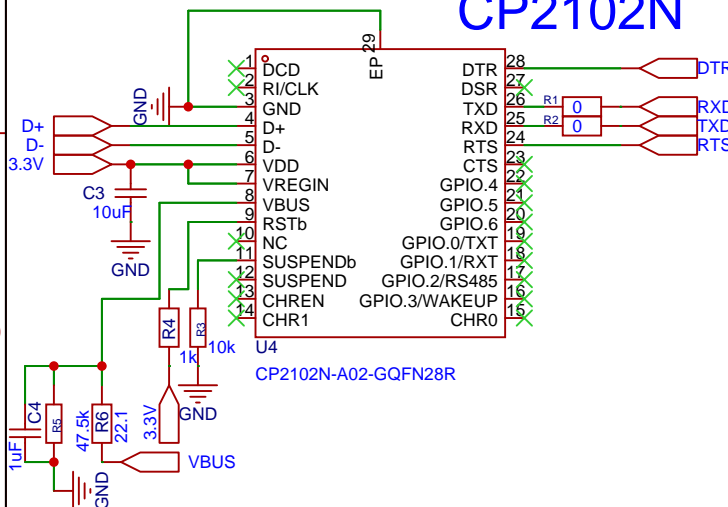 CP2102N
EP 29
1 DCD
2 RI/CLK
3 GND
4 D+
5 D-
6 VDD
7 VREGIN
8 VBUS
9 RSTb
10 NC
11 SUSPENDb
12 SUSPEND
13 CHREN
14 CHR1
DTR 28
DSR 27
TXD 26
RXD 25
RTS 24
CTS 23
GPIO.4 22
GPIO.5 21
GPIO.6 20
GPIO.0/TXT 19
GPIO.1/RXT 18
GPIO.2/RS485 17
GPIO.3/WAKEUP 16
CHR0 15
U4
CP2102N-A02-GQFN28R
GND
D+
D-
3.3V
C3
10uF
GND
DTR
R1 0 RXD
R2 0 TXD
RTS
R4
1k
R3
10k
3.3V
GND
C4
1uF
R5
47.5k
R6
22.1
VBUS
GND